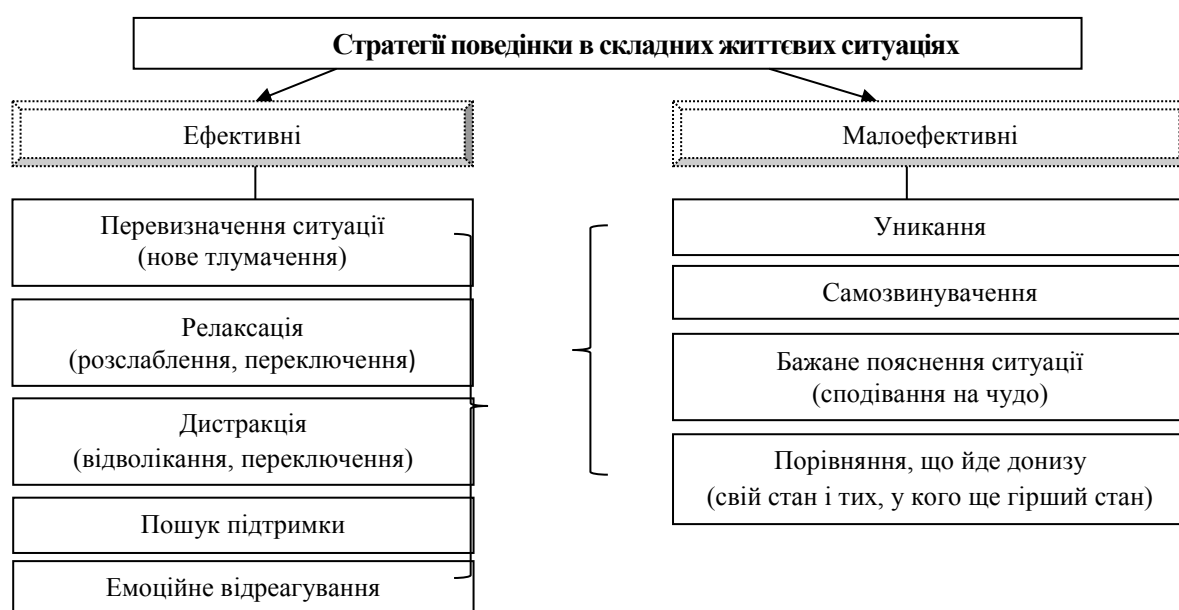 Стратегії поведінки в складних життєвих ситуаціях
Ефективні
Перевизначення ситуації
(нове тлумачення)
Релаксація
(розслаблення, переключення)
Дистракція
(відволікання, переключення)
Пошук підтримки
Емоційне відреагування
Малоефективні
Уникання
Самозвинувачення
Бажане пояснення ситуації
(сподівання на чудо)
Порівняння, що йде донизу
(свій стан і тих, у кого ще гірший стан)